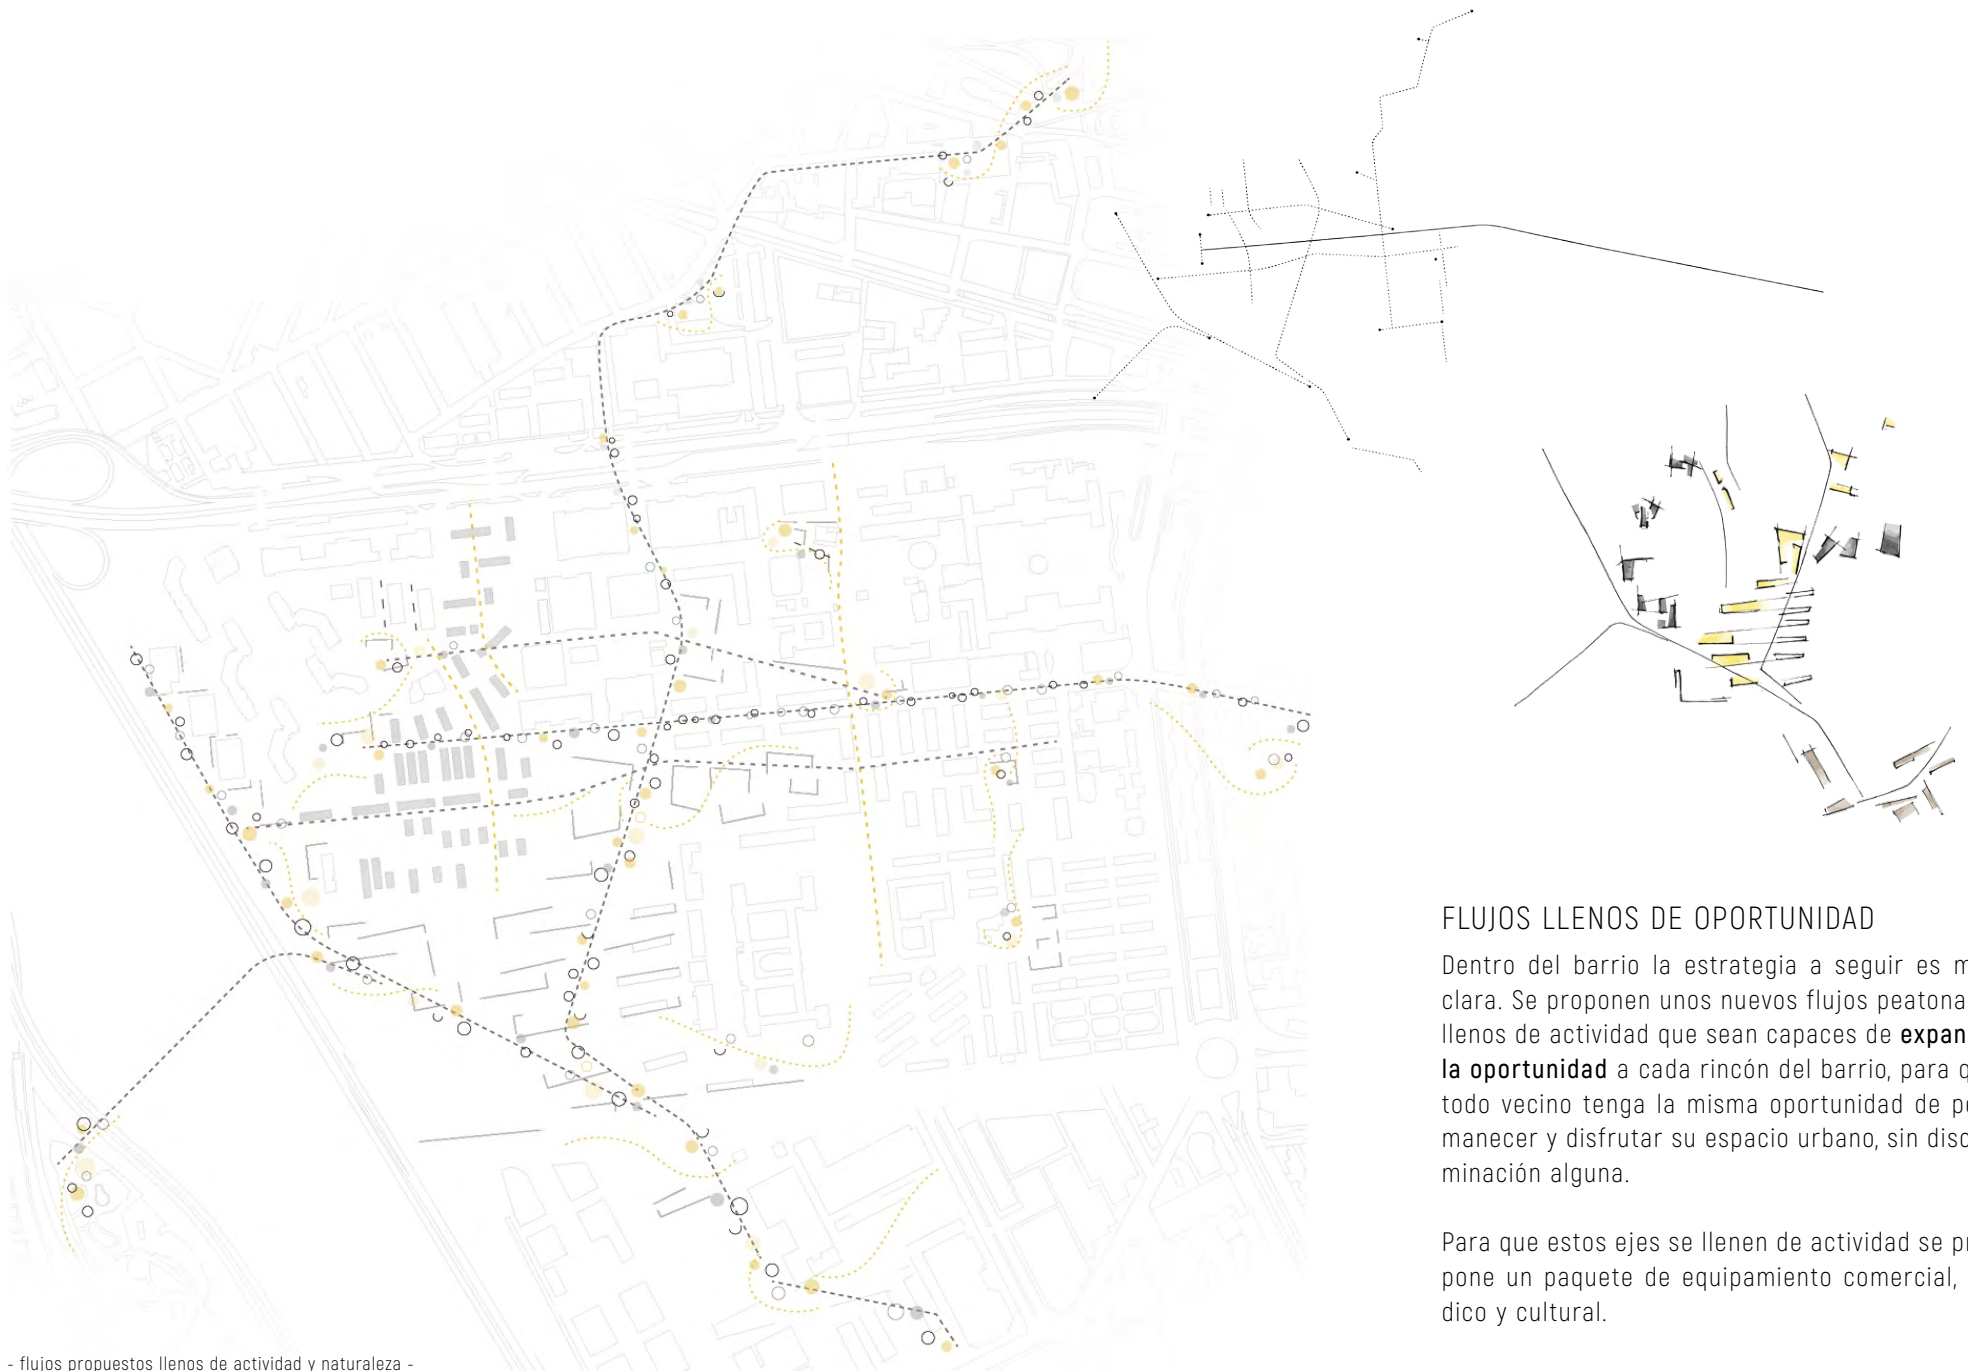 FLUJOS LLENOS DE OPORTUNIDAD
Dentro del barrio la estrategia a seguir es m
clara. Se proponen unos nuevos flujos peatona
llenos de actividad que sean capaces de expan
la oportunidad a cada rincón del barrio, para q
todo vecino tenga la misma oportunidad de pe
manecer y disfrutar su espacio urbano, sin disc
minación alguna.
Para que estos ejes se llenen de actividad se pr
pone un paquete de equipamiento comercial,
dico y cultural.
- flujos propuestos llenos de actividad y naturaleza -